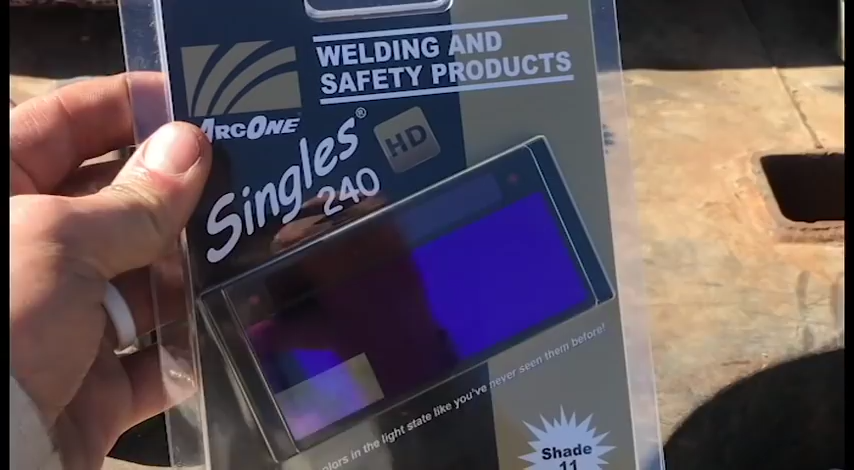 WELDING AND
SAFETY PRODUCTS
ARCONE
Singles®
HD
240
olors in the light state like you've never seen them before!
Shade
11